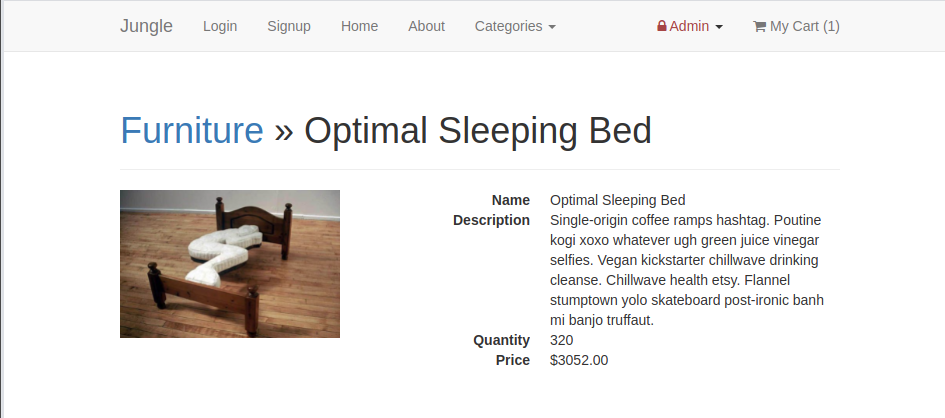 Jungle Login Signup Home About Categories Admin My Cart (1)
Furniture » Optimal Sleeping Bed
Name Optimal Sleeping Bed
Description Single-origin coffee ramps hashtag. Poutine
kogi xoxo whatever ugh green juice vinegar
selfies. Vegan kickstarter chillwave drinking
cleanse. Chillwave health etsy. Flannel
stumptown yolo skateboard post-ironic banh
mi banjo truffaut.
Quantity 320
Price $3052.00